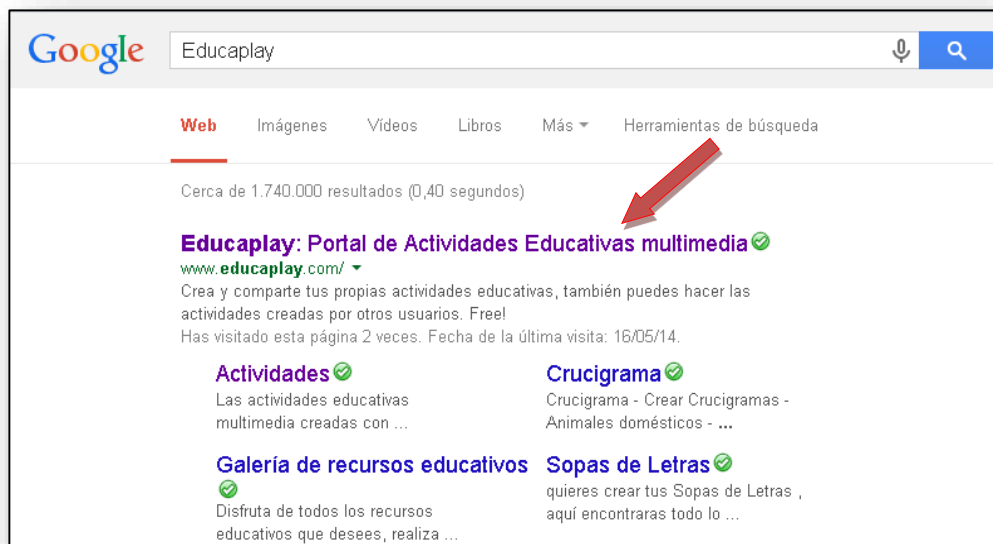 Google Educaplay
Web Imágenes Vídeos Libros Más Herramientas de búsqueda
Cerca de 1.740.000 resultados (0,40 segundos)
Educaplay: Portal de Actividades Educativas multimedia
www.educaplay.com/
Crea y comparte tus propias actividades educativas, también puedes hacer las
actividades creadas por otros usuarios. Free!
Has visitado esta página 2 veces. Fecha de la última visita: 16/05/14.
Actividades
Las actividades educativas
multimedia creadas con ...
Crucigrama
Crucigrama - Crear Crucigramas -
Animales domésticos - ...
Galería de recursos educativos
Disfruta de todos los recursos
educativos que desees, realiza ...
Sopas de Letras
quieres crear tus Sopas de Letras ,
aquí encontraras todo lo ...